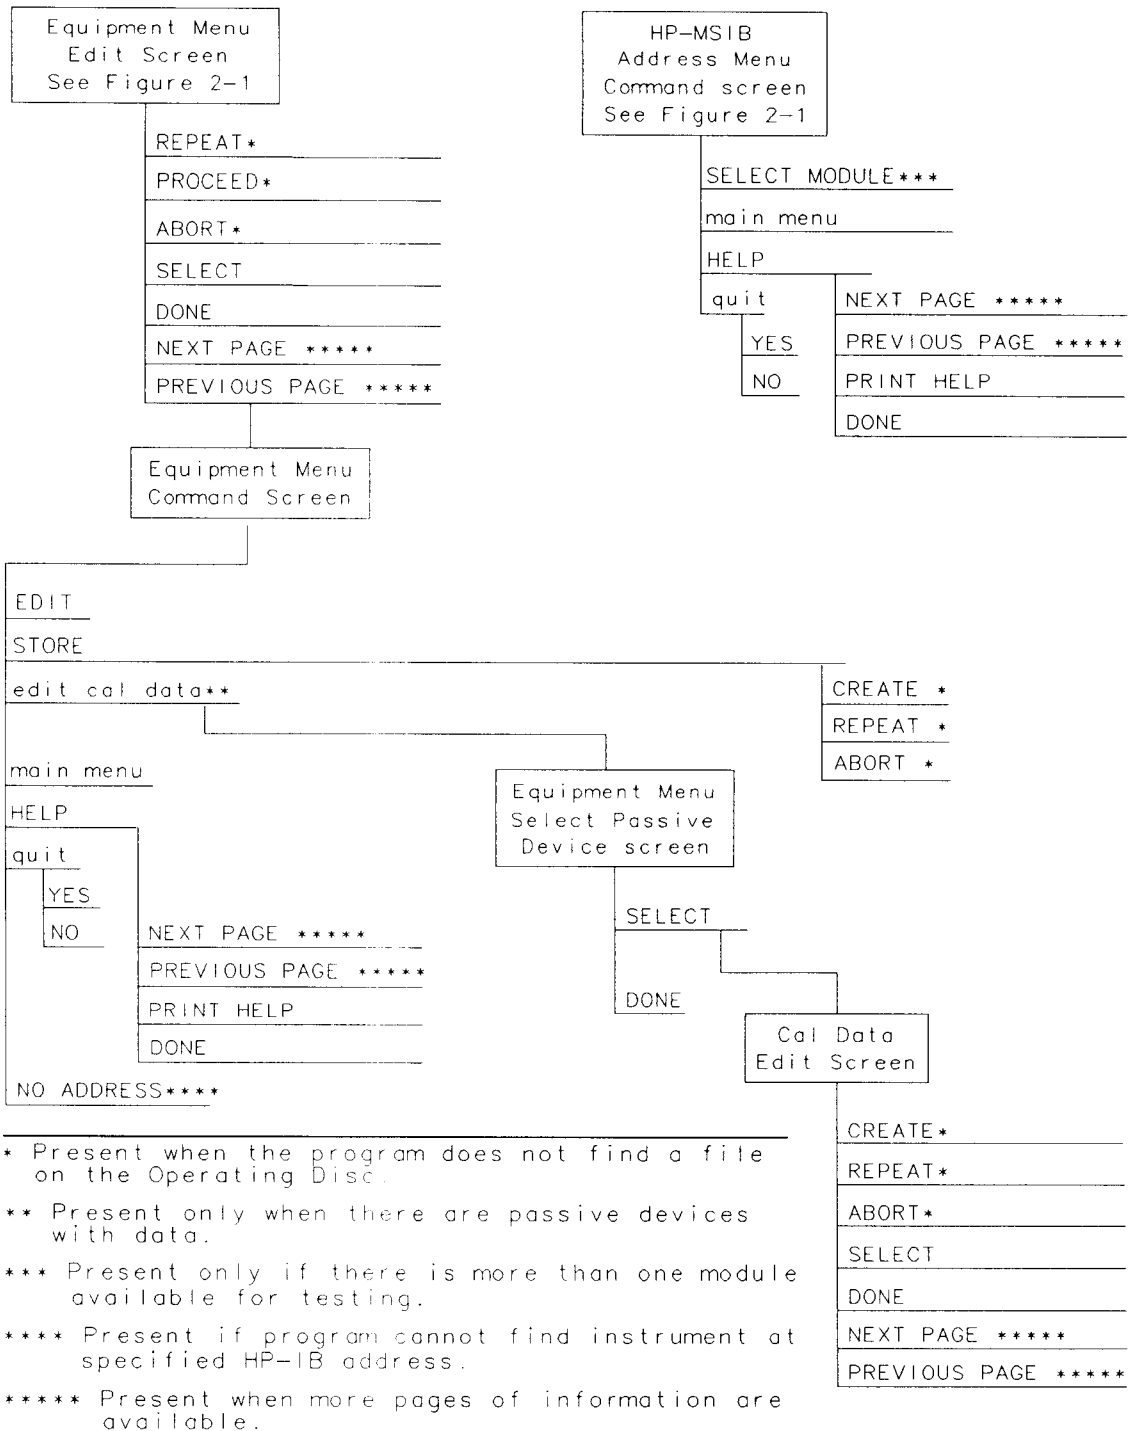 Equipment Menu
Edit Screen
See Figure 2-1
REPEAT*
PROCEED*
ABORT*
SELECT
DONE
NEXT PAGE *****
PREVIOUS PAGE *****
HP-MSIB
Address Menu
Command screen
See Figure 2-1
SELECT MODULE***
main menu
HELP
quit
YES
NO
NEXT PAGE *****
PREVIOUS PAGE *****
PRINT HELP
DONE
Equipment Menu
Command Screen
EDIT
STORE
edit cal data**
main menu
HELP
quit
YES
NO
NEXT PAGE *****
PREVIOUS PAGE *****
PRINT HELP
DONE
NO ADDRESS****
CREATE *
REPEAT *
ABORT *
Equipment Menu
Select Passive
Device screen
SELECT
DONE
Cal Data
Edit Screen
CREATE*
REPEAT*
ABORT*
SELECT
DONE
NEXT PAGE *****
PREVIOUS PAGE *****
* Present when the program does not find a file
on the Operating Disc.
** Present only when there are passive devices
with data.
*** Present only if there is more than one module
available for testing.
**** Present if program cannot find instrument at
specified HP-IB address.
***** Present when more pages of information are
available.